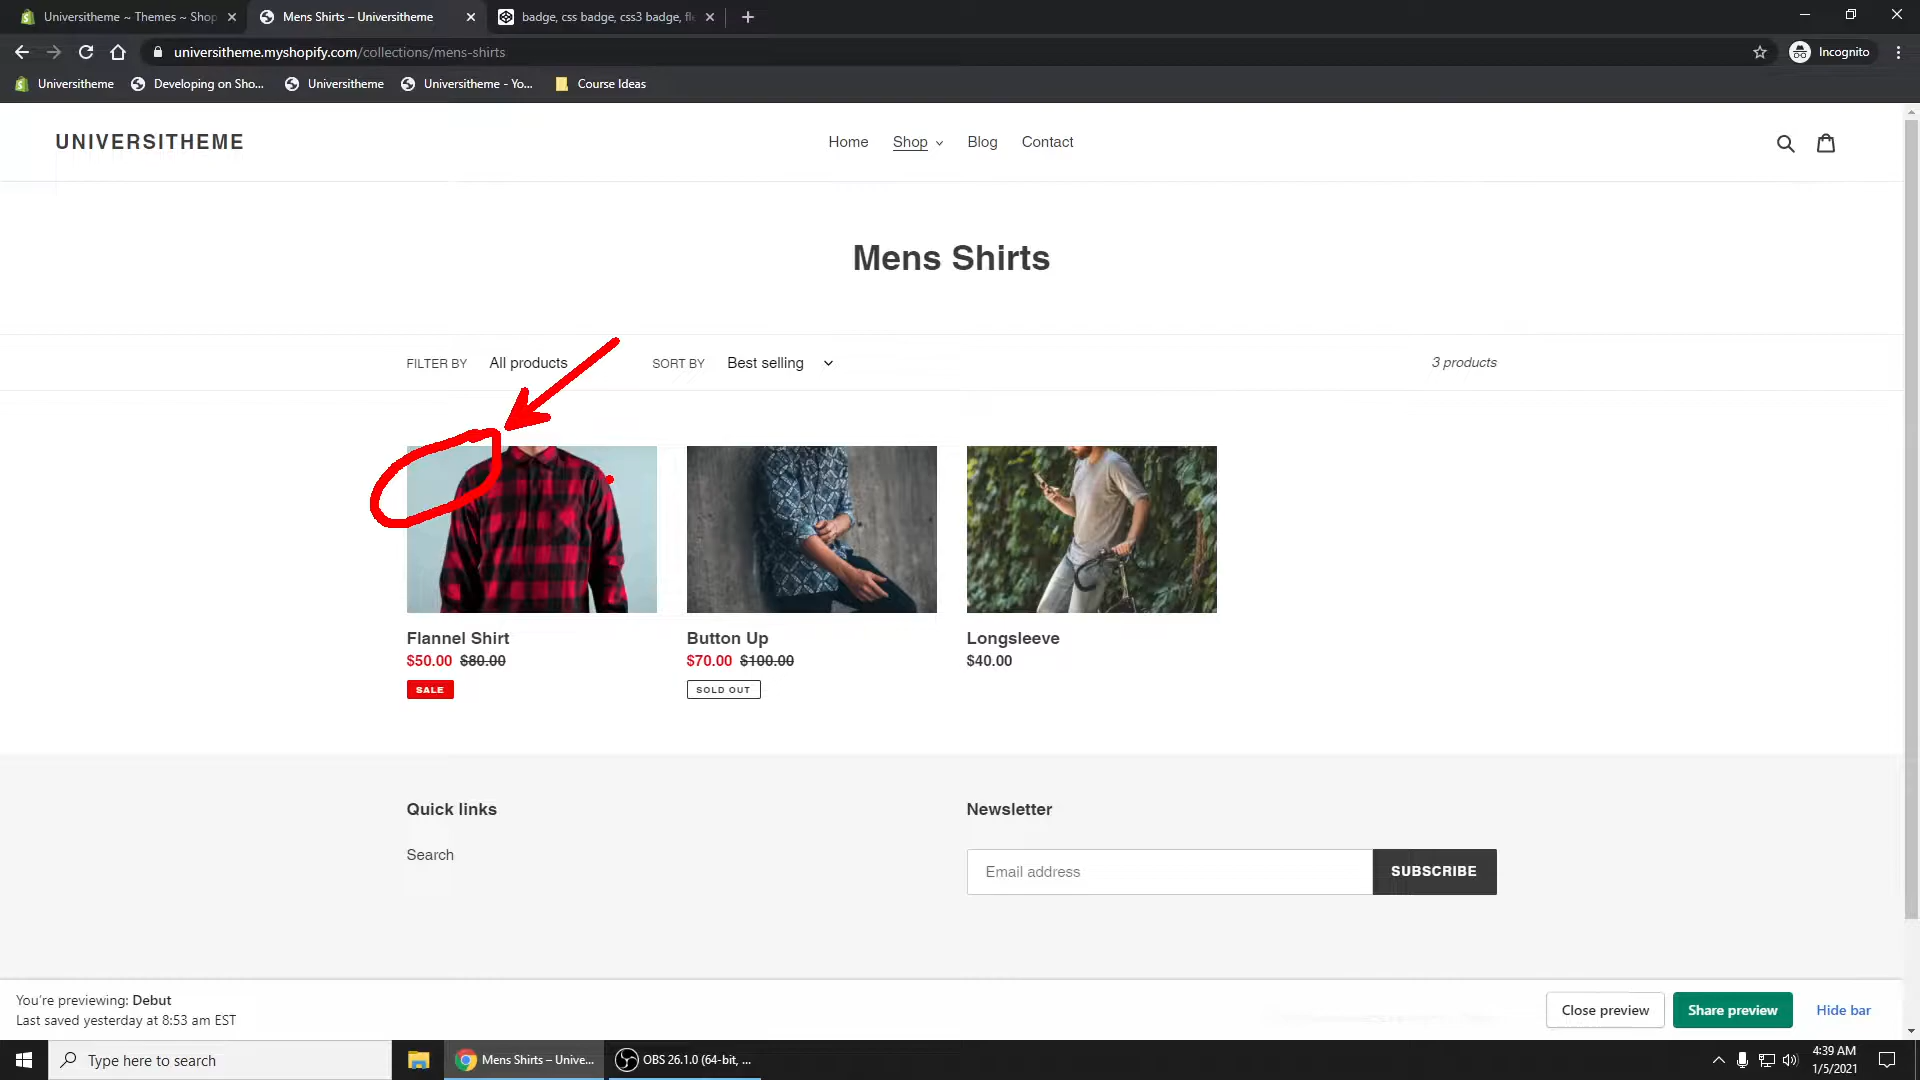 Universitheme ~ Themes ~ Shop
Mens Shirts – Universitheme
badge, css badge, css3 badge, fl
universitheme.myshopify.com/collections/mens-shirts
Incognito
Universitheme
Developing on Sho...
Universitheme
Universitheme - Yo...
Course Ideas
UNIVERSITHEME
Home
Shop
Blog
Contact
Mens Shirts
FILTER BY
All products
SORT BY
Best selling
3 products
Flannel Shirt
$50.00 $80.00
SALE
Button Up
$70.00 $100.00
SOLD OUT
Longsleeve
$40.00
Quick links
Search
Newsletter
Email address
SUBSCRIBE
You’re previewing: Debut
Last saved yesterday at 8:53 am EST
Close preview
Share preview
Hide bar
Type here to search
Mens Shirts – Unive...
OBS 26.1.0 (64-bit, ...
4:39 AM
1/5/2021